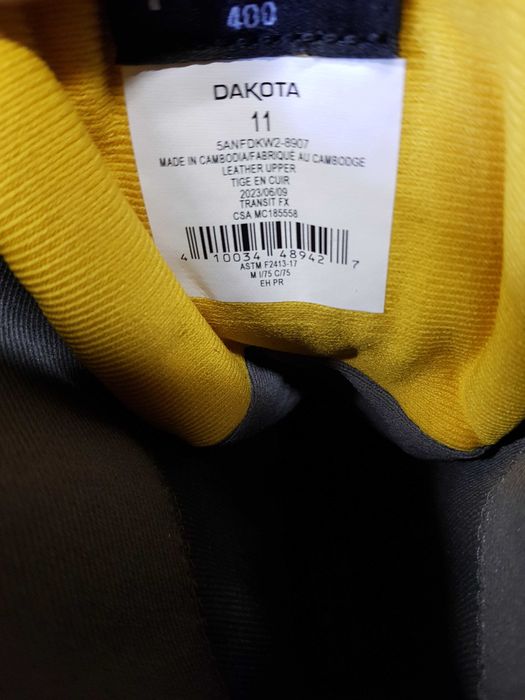 400
DAKOTA
11
5ANFDKW2-8907
MADE IN CAMBODIA/FABRIQUÉ AU CAMBODGE
LEATHER UPPER
TIGE EN CUIR
2023/06/09
TRANSIT FX
CSA MC185558
4 10034 48942 7
ASTM F2413-17
M I/75 C/75
EH PR